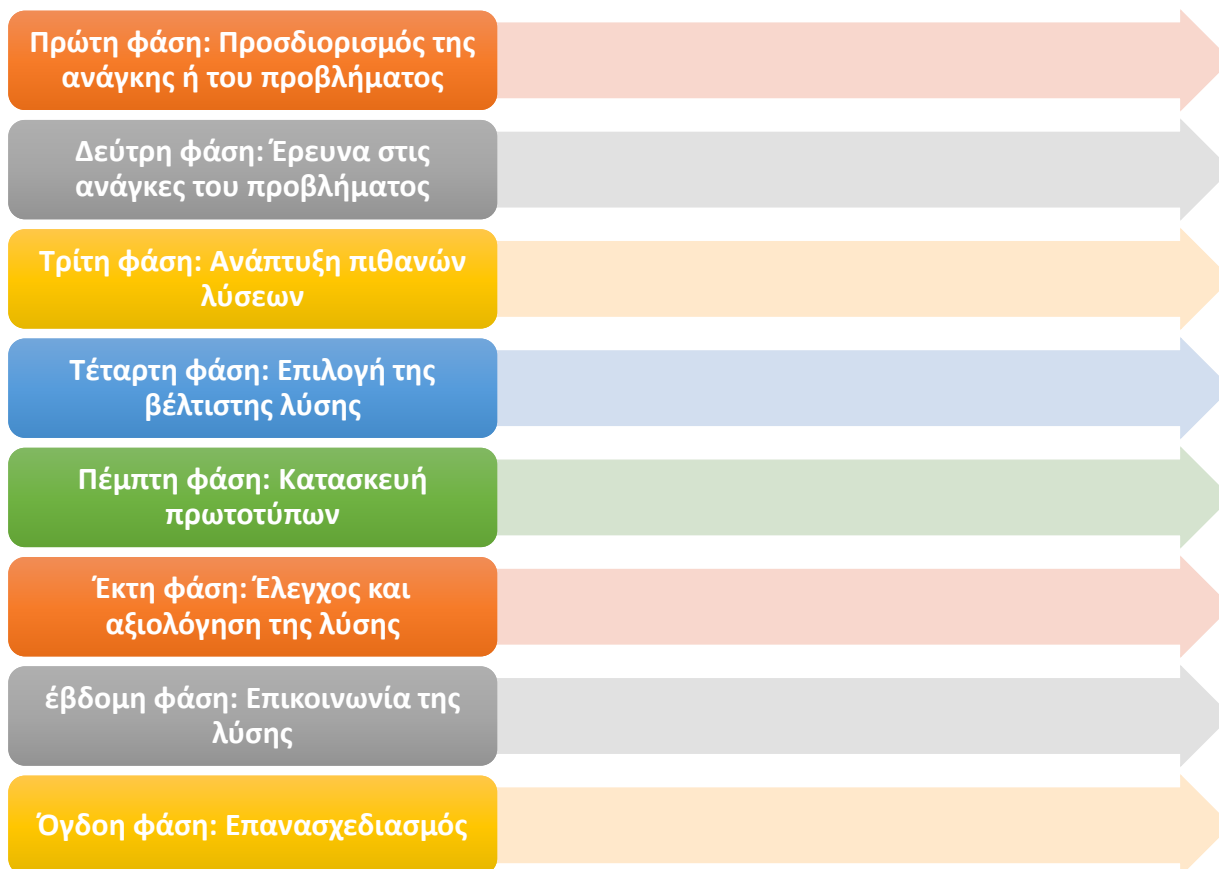 Πρώτη φάση: Προσδιορισμός της
ανάγκης ή του προβλήματος
Δεύτρη φάση: Έρευνα στις
ανάγκες του προβλήματος
Τρίτη φάση: Ανάπτυξη πιθανών
λύσεων
Τέταρτη φάση: Επιλογή της
βέλτιστης λύσης
Πέμπτη φάση: Κατασκευή
πρωτοτύπων
Έκτη φάση: Έλεγχος και
αξιολόγηση της λύσης
έβδομη φάση: Επικοινωνία της
λύσης
Όγδοη φάση: Επανασχεδιασμός